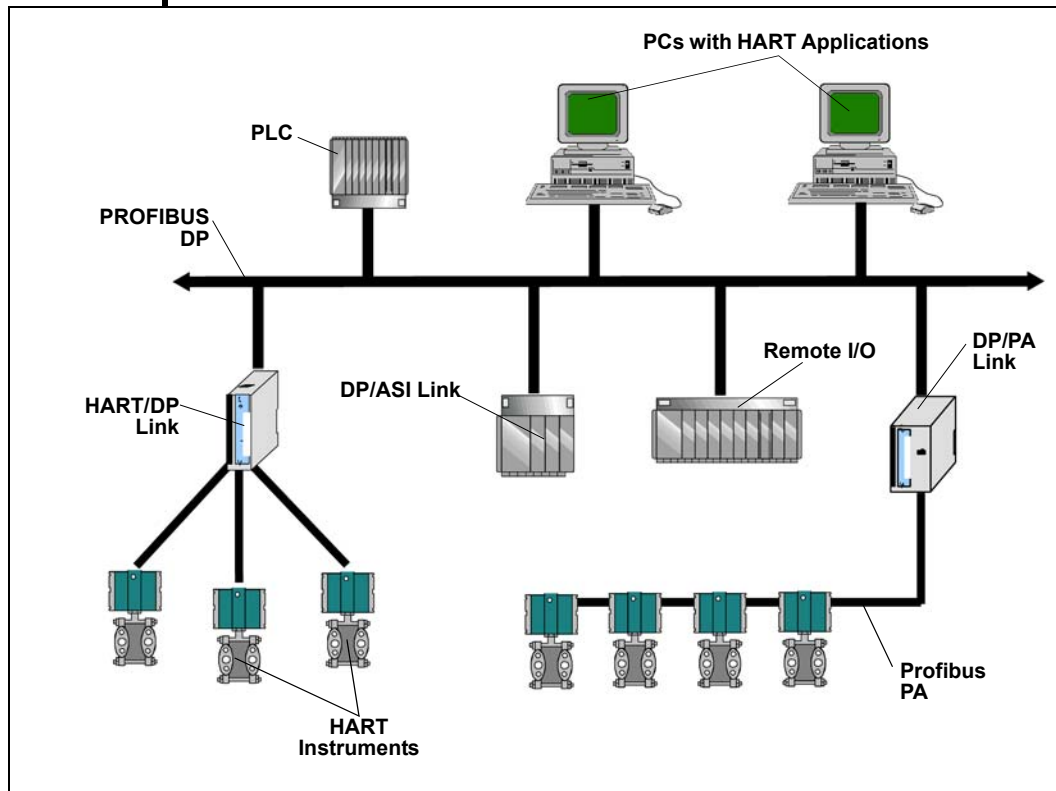 PCs with HART Applications
PLC
PROFIBUS
DP
Remote I/O
DP/PA
Link
DP/ASI Link
HART/DP
Link
Profibus
PA
HART
Instruments